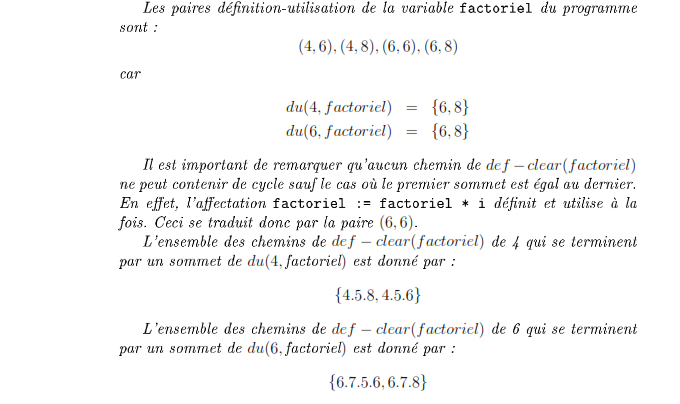 Les paires définition-utilisation de la variable factoriel du programme
sont :
(4, 6), (4, 8), (6, 6), (6, 8)
car
du(4, factoriel) = {6, 8}
du(6, factoriel) = {6, 8}
Il est important de remarquer qu'aucun chemin de def − clear(factoriel)
ne peut contenir de cycle sauf le cas où le premier sommet est égal au dernier.
En effet, l'affectation factoriel := factoriel * i définit et utilise à la
fois. Ceci se traduit donc par la paire (6, 6).
L'ensemble des chemins de def − clear(factoriel) de 4 qui se terminent
par un sommet de du(4, factoriel) est donné par :
{4.5.8, 4.5.6}
L'ensemble des chemins de def − clear(factoriel) de 6 qui se terminent
par un sommet de du(6, factoriel) est donné par :
{6.7.5.6, 6.7.8}